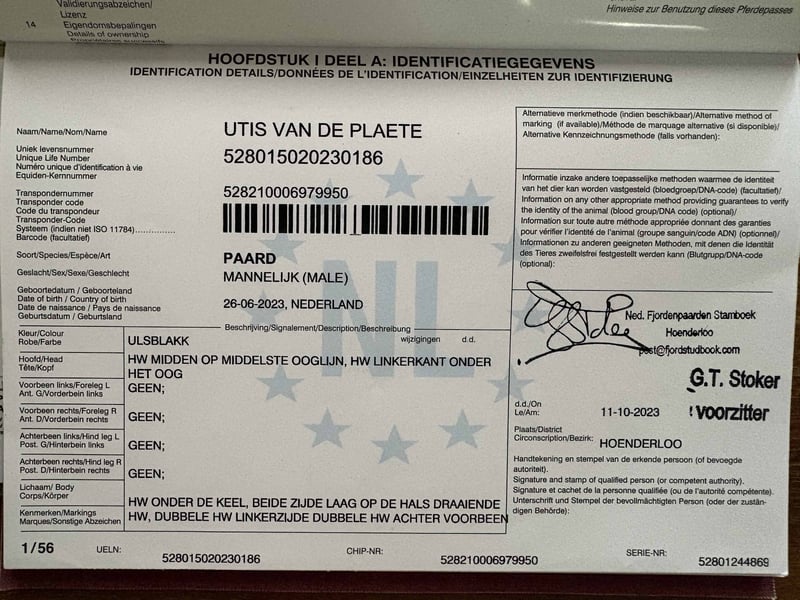 Validierungsabzeichen/
Lizenz
14 Eigendomsbepalingen
Details of ownership
Hinweise zur Benutzung dieses Pferdepasses
HOOFDSTUK I DEEL A: IDENTIFICATIEGEGEVENS
IDENTIFICATION DETAILS/DONNÉES DE L'IDENTIFICATION/EINZELHEITEN ZUR IDENTIFIZIERUNG
Naam/Name/Nom/Name
UTIS VAN DE PLAETE
Uniek levensnummer
Unique Life Number
Numéro unique d'identification à vie
Equiden-Kernnummer
528015020230186
Transpondernummer
Transponder code
Code du transpondeur
Transponder-Code
Systeem (indien niet ISO 11784)...............
Barcode (facultatief)
528210006979950
Soort/Species/Espèce/Art
PAARD
Geslacht/Sex/Sexe/Geschlecht
MANNELIJK (MALE)
Geboortedatum / Geboorteland
Date of birth / Country of birth
Date de naissance / Pays de naissance
Geburtsdatum / Geburtsland
26-06-2023, NEDERLAND
NL
Beschrijving/Signalement/Description/Beschreibung
wijzigingen d.d.
Kleur/Colour
Robe/Farbe
ULSBLAKK
Hoofd/Head
Tête/Kopf
HW MIDDEN OP MIDDELSTE OOGLIJN, HW LINKERKANT ONDER
HET OOG
Voorbeen links/Foreleg L
Ant. G/Vorderbein links
GEEN;
Voorbeen rechts/Foreleg R
Ant. D/Vorderbein rechts
GEEN;
Achterbeen links/Hind leg L
Post. G/Hinterbein links
GEEN;
Achterbeen rechts/Hind leg R
Post. D/Hinterbein rechts
GEEN;
Lichaam/ Body
Corps/Körper
Kenmerken/Markings
Marques/Sonstige Abzeichen
HW ONDER DE KEEL, BEIDE ZIJDE LAAG OP DE HALS DRAAIENDE
HW, DUBBELE HW LINKERZIJDE DUBBELE HW ACHTER VOORBEEN
Alternatieve merkmethode (indien beschikbaar)/Alternative method of
marking (if available)/Méthode de marquage alternative (si disponible)/
Alternative Kennzeichnungsmethode (falls vorhanden):
Informatie inzake andere toepasselijke methoden waarmee de identiteit
van het dier kan worden vastgesteld (bloedgroep/DNA-code) (facultatief)/
Information on any other appropriate method providing guarantees to verify
the identity of the animal (blood group/DNA code) (optional)/
Information sur toute autre méthode appropriée donnant des garanties
pour vérifier l'identité de l'animal (groupe sanguin/code ADN) (optionnel)/
Informationen zu anderen geeigneten Methoden, mit denen die Identität
des Tieres zweifelsfrei festgestellt werden kann (Blutgruppe/DNA-code
(optional):
Ned. Fjordenpaarden Stamboek
Hoenderloo
post@fjordstudbook.com
G.T. Stoker
voorzitter
d.d./On
Le/Am:
11-10-2023
Plaats/District
Circonscription/Bezirk:
HOENDERLOO
Handtekening en stempel van de erkende persoon (of bevoegde
autoriteit).
Signature and stamp of qualified person (or competent authority).
Signature et cachet de la personne qualifiée (ou de l'autorité compétente).
Unterschrift und Stempel der bevollmächtigten Person (oder der zustän-
digen Behörde):
1/56
UELN:
528015020230186
CHIP-NR:
528210006979950
SERIE-NR:
52801244869